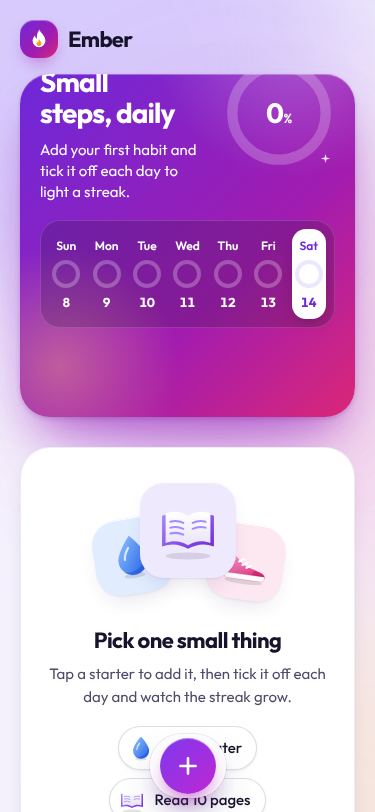 Ember
Small
steps, daily
0%
Add your first habit and
tick it off each day to
light a streak.
Sun Mon Tue Wed Thu Fri Sat
8 9 10 11 12 13 14
Pick one small thing
Tap a starter to add it, then tick it off each
day and watch the streak grow.
Read 10 pages